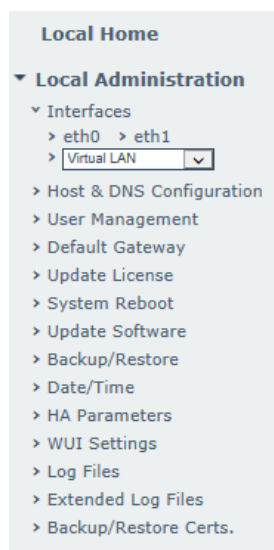 Local Home
Local Administration
Interfaces
eth0 eth1
Virtual LAN
Host & DNS Configuration
User Management
Default Gateway
Update License
System Reboot
Update Software
Backup/Restore
Date/Time
HA Parameters
WUI Settings
Log Files
Extended Log Files
Backup/Restore Certs.